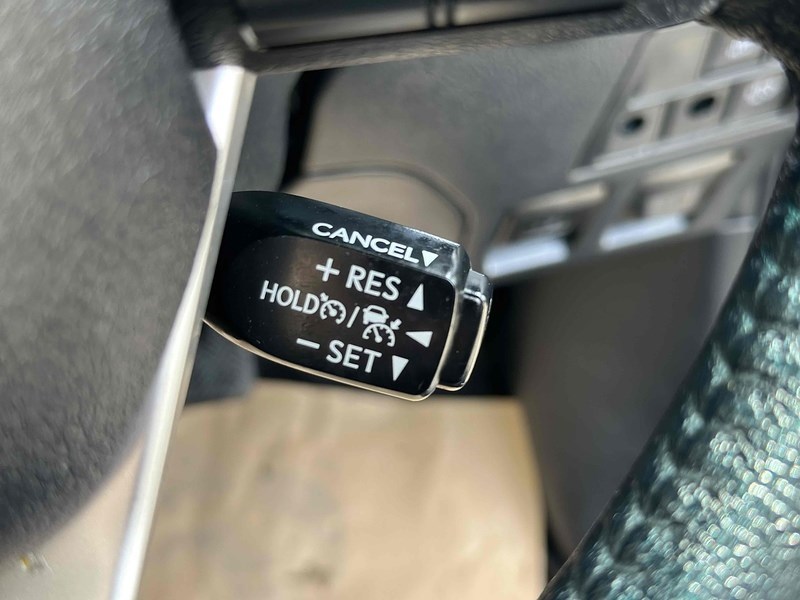 CANCEL▼
+ RES ▲
HOLD / ◀
− SET ▼